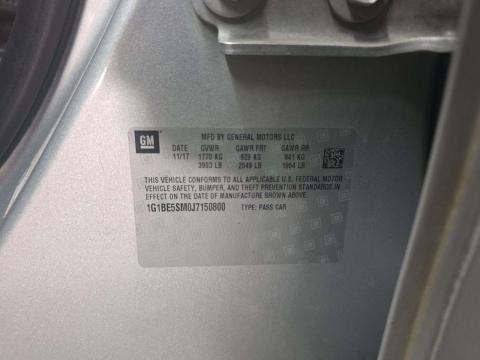 GM
MFD BY GENERAL MOTORS LLC
DATE GVWR GAWR FRT GAWR RR
11/17 1770 KG 929 KG 841 KG
3903 LB 2049 LB 1854 LB
THIS VEHICLE CONFORMS TO ALL APPLICABLE U.S. FEDERAL MOTOR
VEHICLE SAFETY, BUMPER, AND THEFT PREVENTION STANDARDS IN
EFFECT ON THE DATE OF MANUFACTURE SHOWN ABOVE.
1G1BE5SM0J7150800 TYPE: PASS CAR